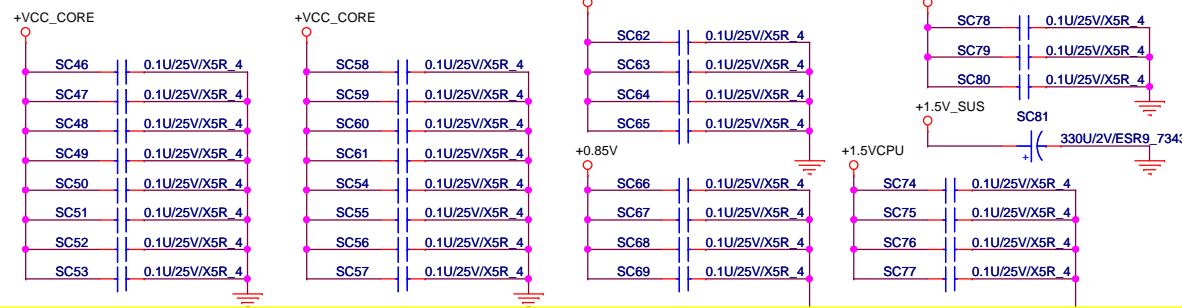 +VCC_CORE
SC46 0.1U/25V/X5R_4
SC47 0.1U/25V/X5R_4
SC48 0.1U/25V/X5R_4
SC49 0.1U/25V/X5R_4
SC50 0.1U/25V/X5R_4
SC51 0.1U/25V/X5R_4
SC52 0.1U/25V/X5R_4
SC53 0.1U/25V/X5R_4
+VCC_CORE
SC58 0.1U/25V/X5R_4
SC59 0.1U/25V/X5R_4
SC60 0.1U/25V/X5R_4
SC61 0.1U/25V/X5R_4
SC54 0.1U/25V/X5R_4
SC55 0.1U/25V/X5R_4
SC56 0.1U/25V/X5R_4
SC57 0.1U/25V/X5R_4
SC62 0.1U/25V/X5R_4
SC63 0.1U/25V/X5R_4
SC64 0.1U/25V/X5R_4
SC65 0.1U/25V/X5R_4
+0.85V
SC66 0.1U/25V/X5R_4
SC67 0.1U/25V/X5R_4
SC68 0.1U/25V/X5R_4
SC69 0.1U/25V/X5R_4
SC78 0.1U/25V/X5R_4
SC79 0.1U/25V/X5R_4
SC80 0.1U/25V/X5R_4
+1.5V_SUS
SC81
330U/2V/ESR9_7343
+
+1.5VCPU
SC74 0.1U/25V/X5R_4
SC75 0.1U/25V/X5R_4
SC76 0.1U/25V/X5R_4
SC77 0.1U/25V/X5R_4